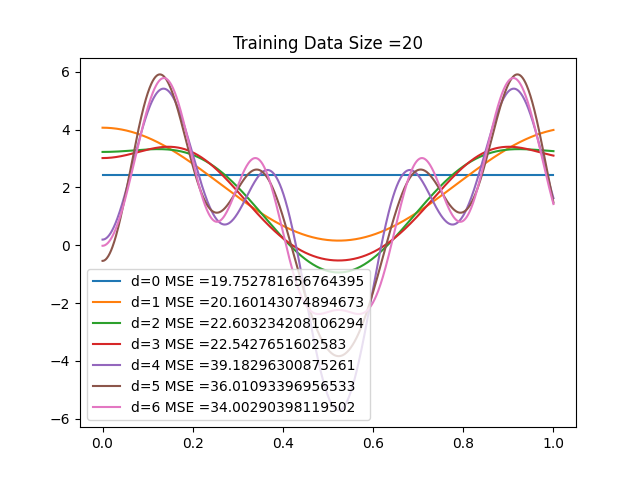 Training Data Size =20
6
4
2
0
−2
−4
−6
d=0 MSE =19.752781656764395
d=1 MSE =20.160143074894673
d=2 MSE =22.603234208106294
d=3 MSE =22.5427651602583
d=4 MSE =39.18296300875261
d=5 MSE =36.01093396956533
d=6 MSE =34.00290398119502
0.0 0.2 0.4 0.6 0.8 1.0